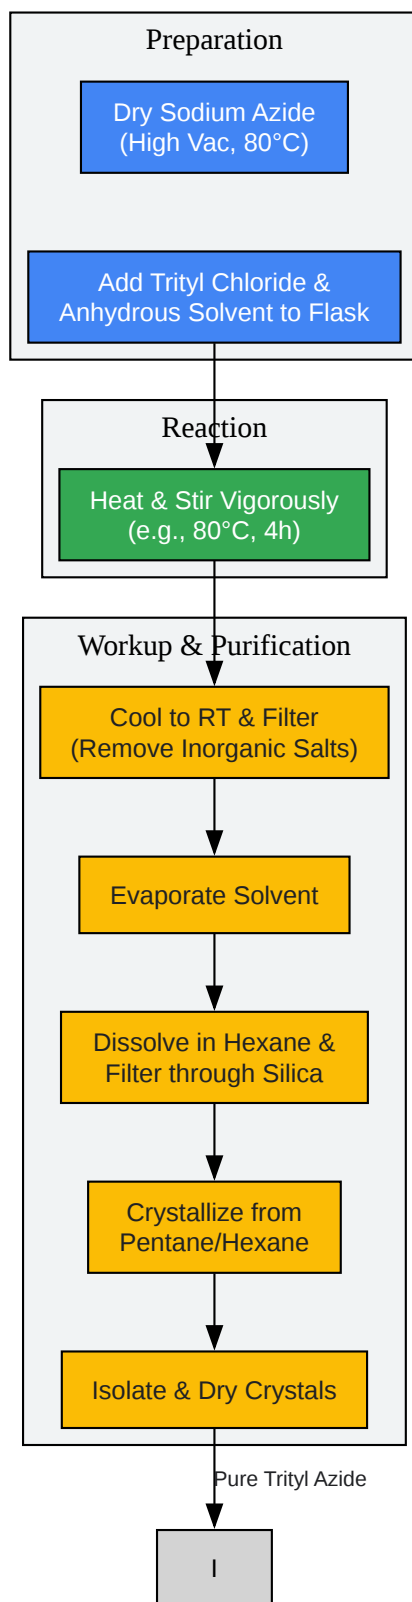 Preparation
Dry Sodium Azide
(High Vac, 80°C)
Add Trityl Chloride &
Anhydrous Solvent to Flask
Reaction
Heat & Stir Vigorously
(e.g., 80°C, 4h)
Workup & Purification
Cool to RT & Filter
(Remove Inorganic Salts)
Evaporate Solvent
Dissolve in Hexane &
Filter through Silica
Crystallize from
Pentane/Hexane
Isolate & Dry Crystals
Pure Trityl Azide
I